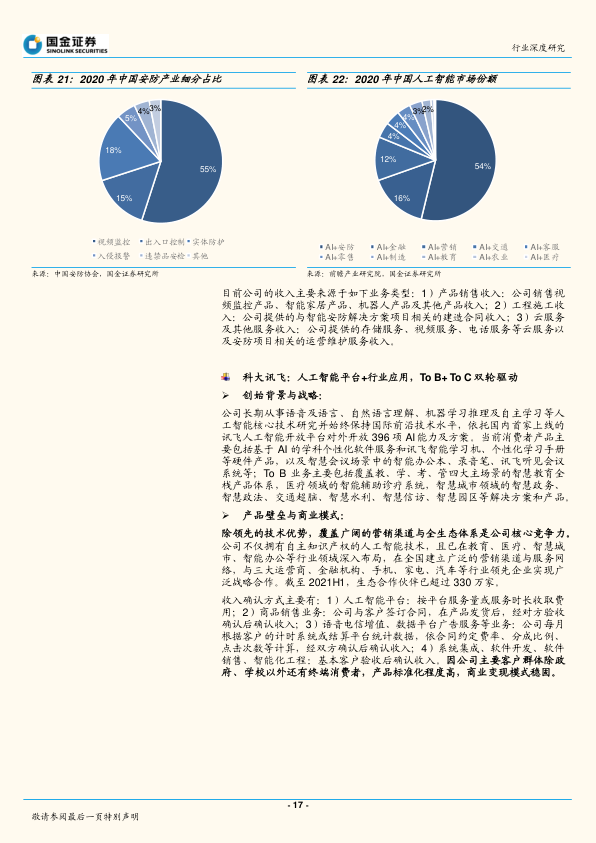 国金证券
SINOLINK SECURITIES
行业深度研究
图表 21：2020 年中国安防产业细分占比
55%
15%
18%
5%
4%
3%
视频监控 出入口控制 实体防护
入侵报警 违禁品安检 其他
来源：中国安防协会，国金证券研究所
图表 22：2020 年中国人工智能市场份额
54%
16%
12%
4%
4%
4%
3%
2%
AI+安防 AI+金融 AI+营销 AI+交通 AI+客服
AI+零售 AI+制造 AI+教育 AI+农业 AI+医疗
来源：前瞻产业研究院，国金证券研究所
目前公司的收入主要来源于如下业务类型：1）产品销售收入：公司销售视
频监控产品、智能家居产品、机器人产品及其他产品收入；2）工程施工收
入：公司提供的与智能安防解决方案项目相关的建造合同收入；3）云服务
及其他服务收入：公司提供的存储服务、视频服务、电话服务等云服务以
及安防项目相关的运营维护服务收入。
科大讯飞：人工智能平台+行业应用，To B+ To C 双轮驱动
➢ 创始背景与战略：
公司长期从事语音及语言、自然语言理解、机器学习推理及自主学习等人
工智能核心技术研究并始终保持国际前沿技术水平，依托国内首家上线的
讯飞人工智能开放平台对外开放 396 项 AI 能力及方案。当前消费者产品主
要包括基于 AI 的学科个性化软件服务和讯飞智能学习机、个性化学习手册
等硬件产品，以及智慧会议场景中的智能办公本、录音笔、讯飞听见会议
系统等；To B 业务主要包括覆盖教、学、考、管四大主场景的智慧教育全
栈产品体系，医疗领域的智能辅助诊疗系统，智慧城市领域的智慧政务、
智慧政法、交通超脑、智慧水利、智慧信访、智慧园区等解决方案和产品。
➢ 产品壁垒与商业模式：
除领先的技术优势，覆盖广阔的营销渠道与全生态体系是公司核心竞争力。
公司不仅拥有自主知识产权的人工智能技术，且已在教育、医疗、智慧城
市、智能办公等行业领域深入布局，在全国建立广泛的营销渠道与服务网
络，与三大运营商、金融机构、手机、家电、汽车等行业领先企业实现广
泛战略合作。截至 2021H1，生态合作伙伴已超过 330 万家。
收入确认方式主要有：1）人工智能平台：按平台服务量或服务时长收取费
用；2）商品销售业务：公司与客户签订合同，在产品发货后，经对方验收
确认后确认收入；3）语音电信增值、数据平台广告服务等业务：公司每月
根据客户的计时系统或结算平台统计数据，依合同约定费率、分成比例、
点击次数等计算，经双方确认后确认收入；4）系统集成、软件开发、软件
销售、智能化工程：基本客户验收后确认收入。因公司主要客户群体除政
府、学校以外还有终端消费者，产品标准化程度高，商业变现模式稳固。
- 17 -
敬请参阅最后一页特别声明